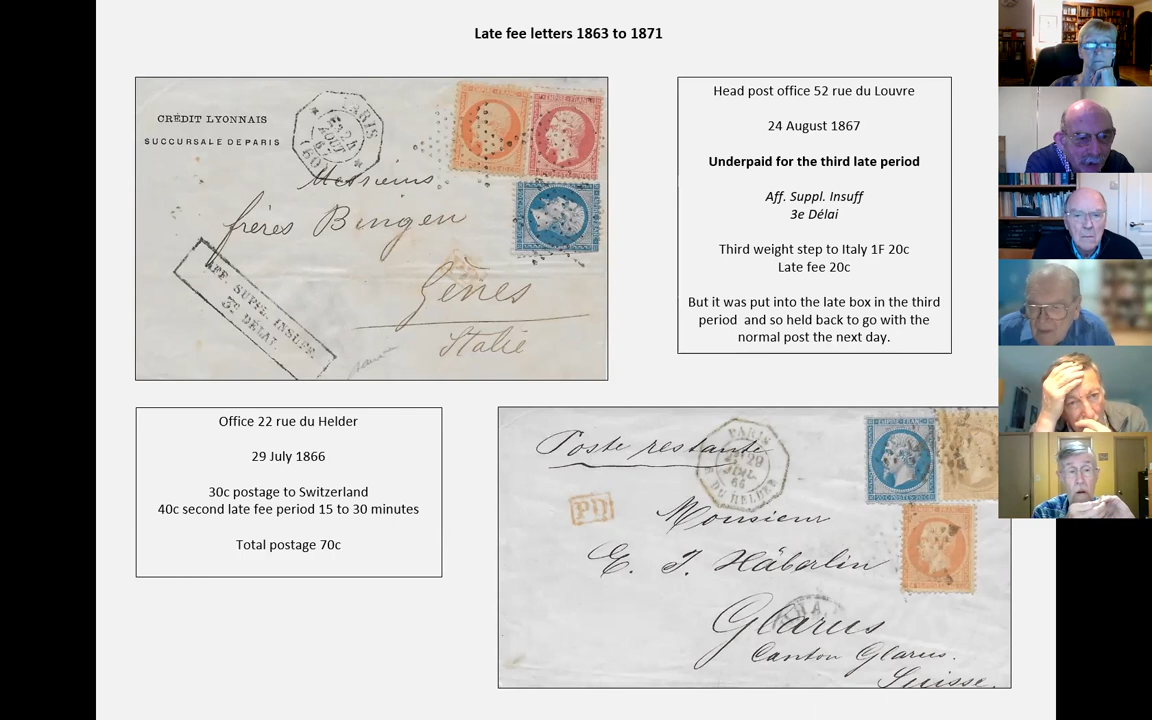 Late fee letters 1863 to 1871
CRÉDIT LYONNAIS
SUCCURSALE DE PARIS
PARIS
(60)
Messieurs
frères Bingen
Gênes
Italie
AFF. SUPPL. INSUFF.
3E DÉLAI.
Head post office 52 rue du Louvre
24 August 1867
Underpaid for the third late period
Aff. Suppl. Insuff
3e Délai
Third weight step to Italy 1F 20c
Late fee 20c
But it was put into the late box in the third
period and so held back to go with the
normal post the next day.
Office 22 rue du Helder
29 July 1866
30c postage to Switzerland
40c second late fee period 15 to 30 minutes
Total postage 70c
Poste restante
PARIS
29
JUIL.
66
DU HELDER
PD
Monsieur
E. J. Häberlin
Glarus
Canton Glarus.
Suisse.